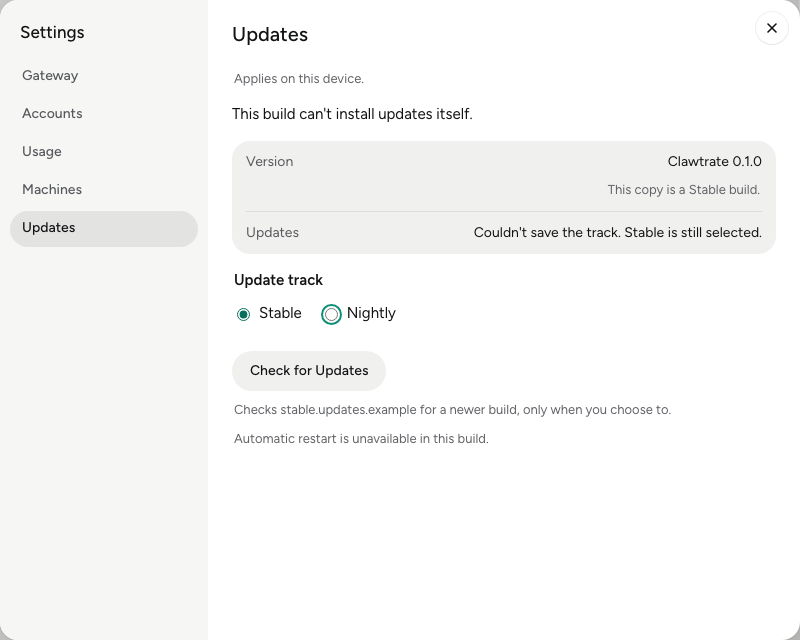 Settings
Gateway
Accounts
Usage
Machines
Updates
Updates
Applies on this device.
This build can't install updates itself.
Version
Clawtrate 0.1.0
This copy is a Stable build.
Updates
Couldn't save the track. Stable is still selected.
Update track
Stable
Nightly
Check for Updates
Checks stable.updates.example for a newer build, only when you choose to.
Automatic restart is unavailable in this build.